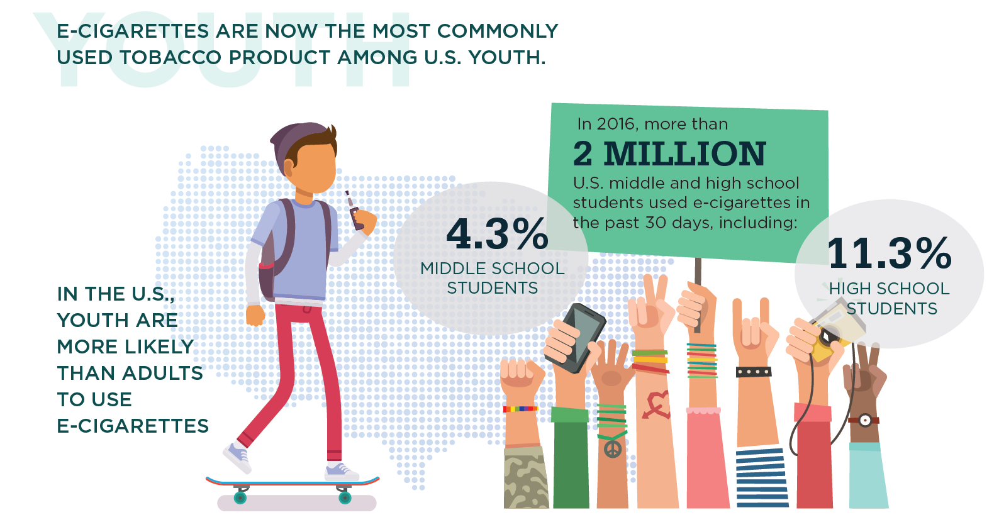 YOUTH
E-CIGARETTES ARE NOW THE MOST COMMONLY
USED TOBACCO PRODUCT AMONG U.S. YOUTH.
In 2016, more than
2 MILLION
U.S. middle and high school
students used e-cigarettes in
the past 30 days, including:
4.3%
MIDDLE SCHOOL
STUDENTS
11.3%
HIGH SCHOOL
STUDENTS
IN THE U.S.,
YOUTH ARE
MORE LIKELY
THAN ADULTS
TO USE
E-CIGARETTES